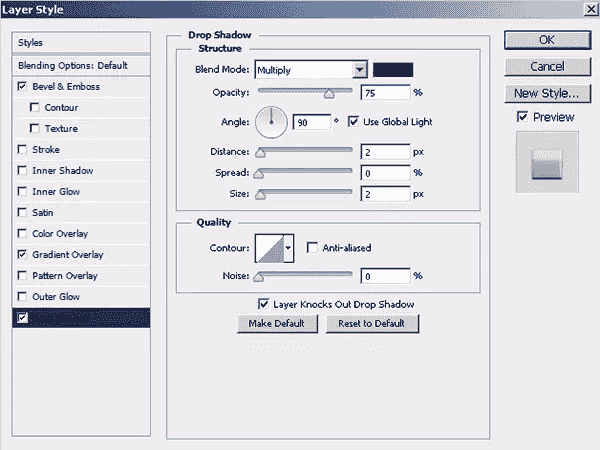 Layer Style
Styles
Blending Options: Default
Bevel & Emboss
Contour
Texture
Stroke
Inner Shadow
Inner Glow
Satin
Color Overlay
Gradient Overlay
Pattern Overlay
Outer Glow
Drop Shadow
Structure
Blend Mode: Multiply
Opacity: 75 %
Angle: 90 ° Use Global Light
Distance: 2 px
Spread: 0 %
Size: 2 px
Quality
Contour: Anti-aliased
Noise: 0 %
Layer Knocks Out Drop Shadow
Make Default Reset to Default
OK
Cancel
New Style...
Preview